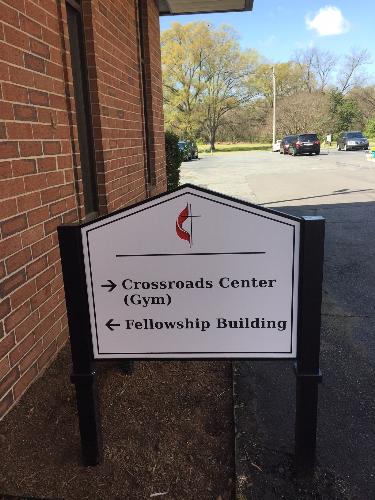 → Crossroads Center
(Gym)
← Fellowship Building